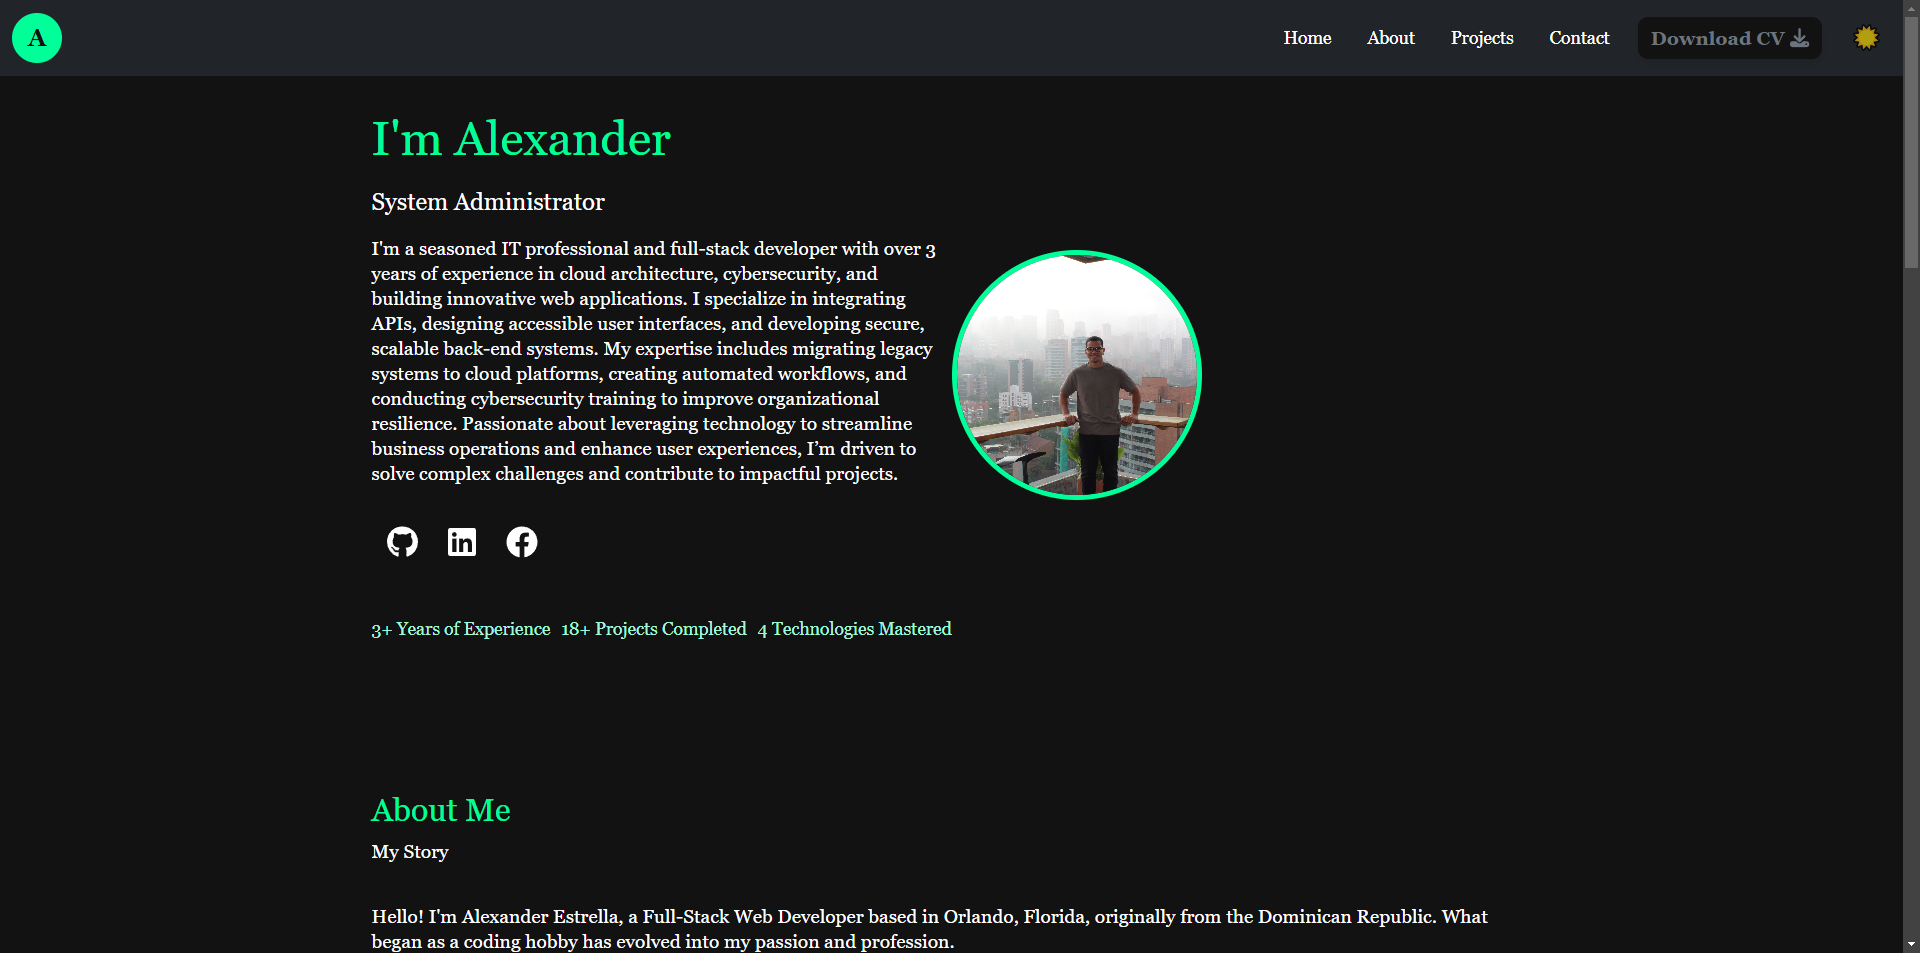 A
Home About Projects Contact Download CV
I'm Alexander
System Administrator
I'm a seasoned IT professional and full-stack developer with over 3
years of experience in cloud architecture, cybersecurity, and
building innovative web applications. I specialize in integrating
APIs, designing accessible user interfaces, and developing secure,
scalable back-end systems. My expertise includes migrating legacy
systems to cloud platforms, creating automated workflows, and
conducting cybersecurity training to improve organizational
resilience. Passionate about leveraging technology to streamline
business operations and enhance user experiences, I’m driven to
solve complex challenges and contribute to impactful projects.
3+ Years of Experience 18+ Projects Completed 4 Technologies Mastered
About Me
My Story
Hello! I'm Alexander Estrella, a Full-Stack Web Developer based in Orlando, Florida, originally from the Dominican Republic. What
began as a coding hobby has evolved into my passion and profession.